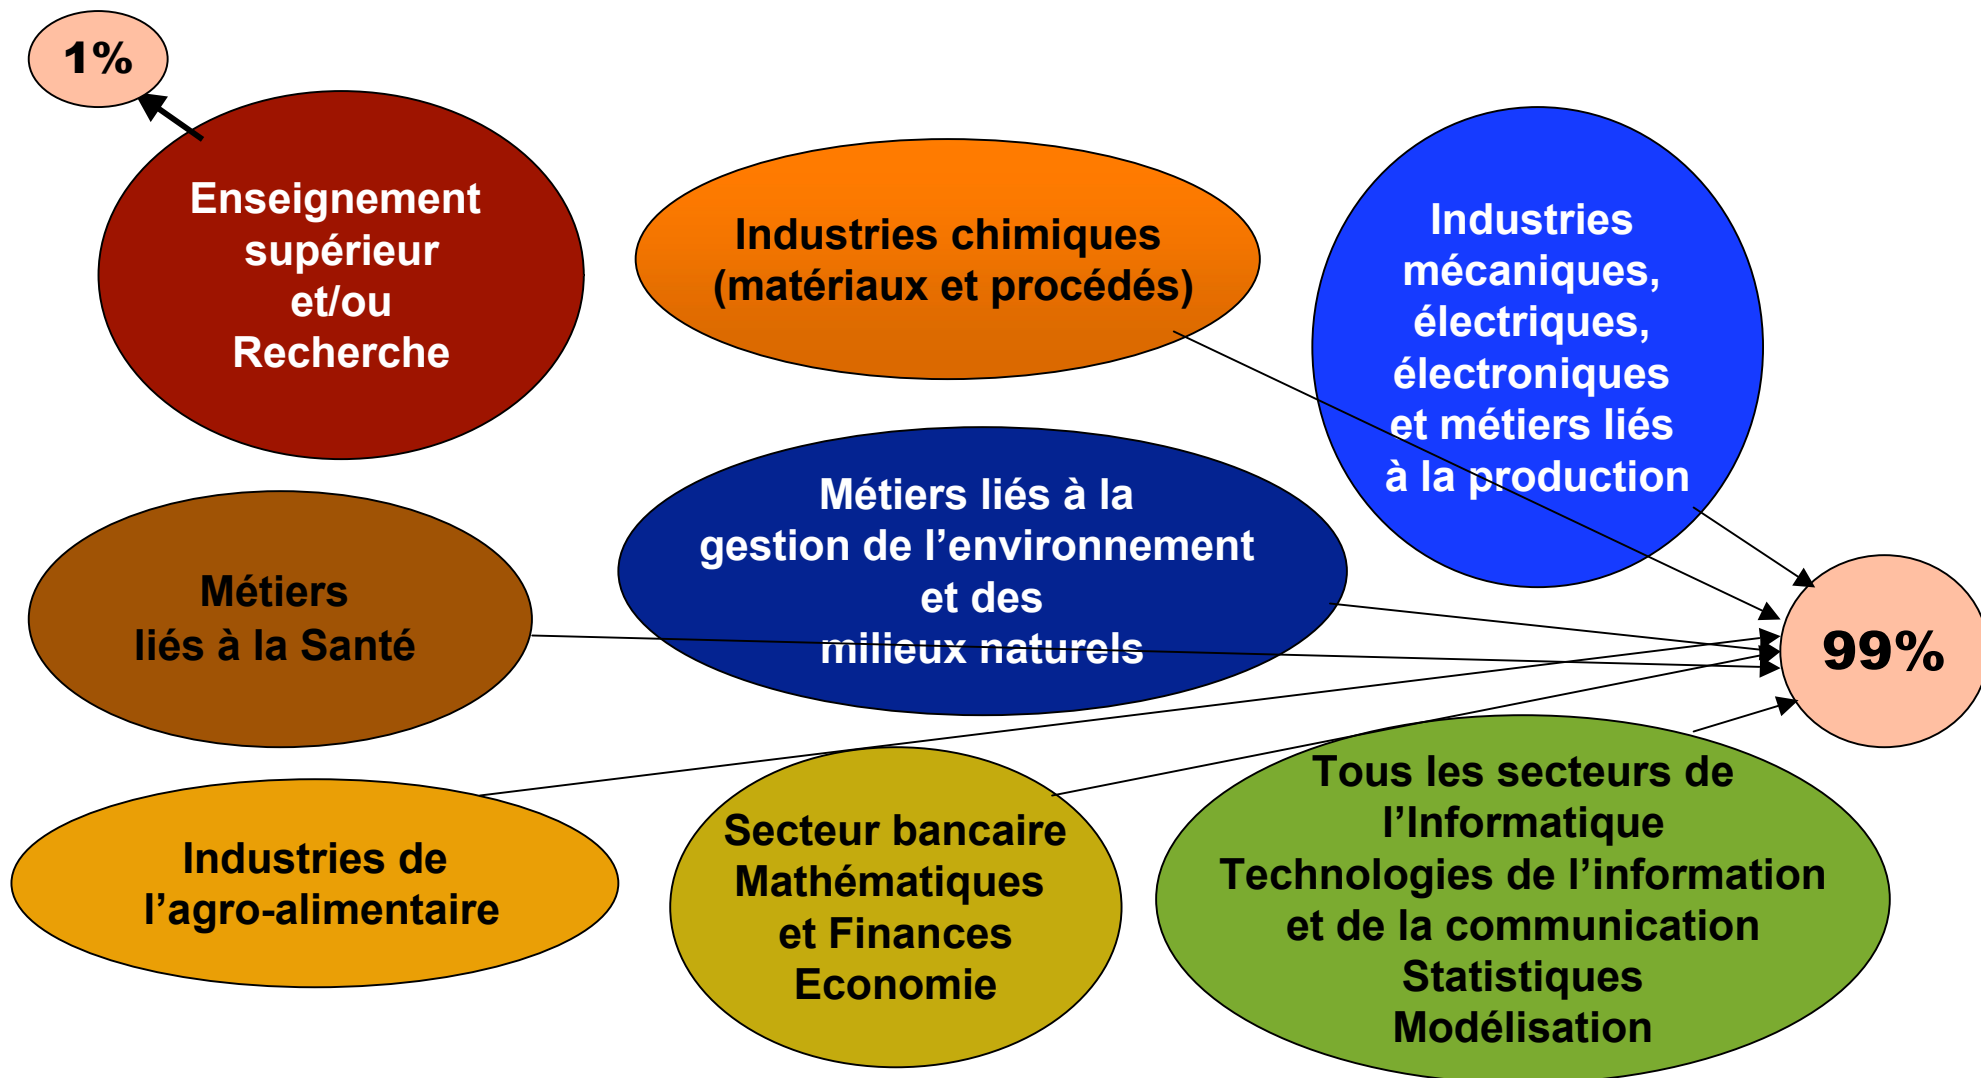 1%
Enseignement
supérieur
et/ou
Recherche
Industries chimiques
(matériaux et procédés)
Industries
mécaniques,
électriques,
électroniques
et métiers liés
à la production
Métiers
liés à la Santé
Métiers liés à la
gestion de l’environnement
et des
milieux naturels
99%
Industries de
l’agro-alimentaire
Secteur bancaire
Mathématiques
et Finances
Economie
Tous les secteurs de
l’Informatique
Technologies de l’information
et de la communication
Statistiques
Modélisation